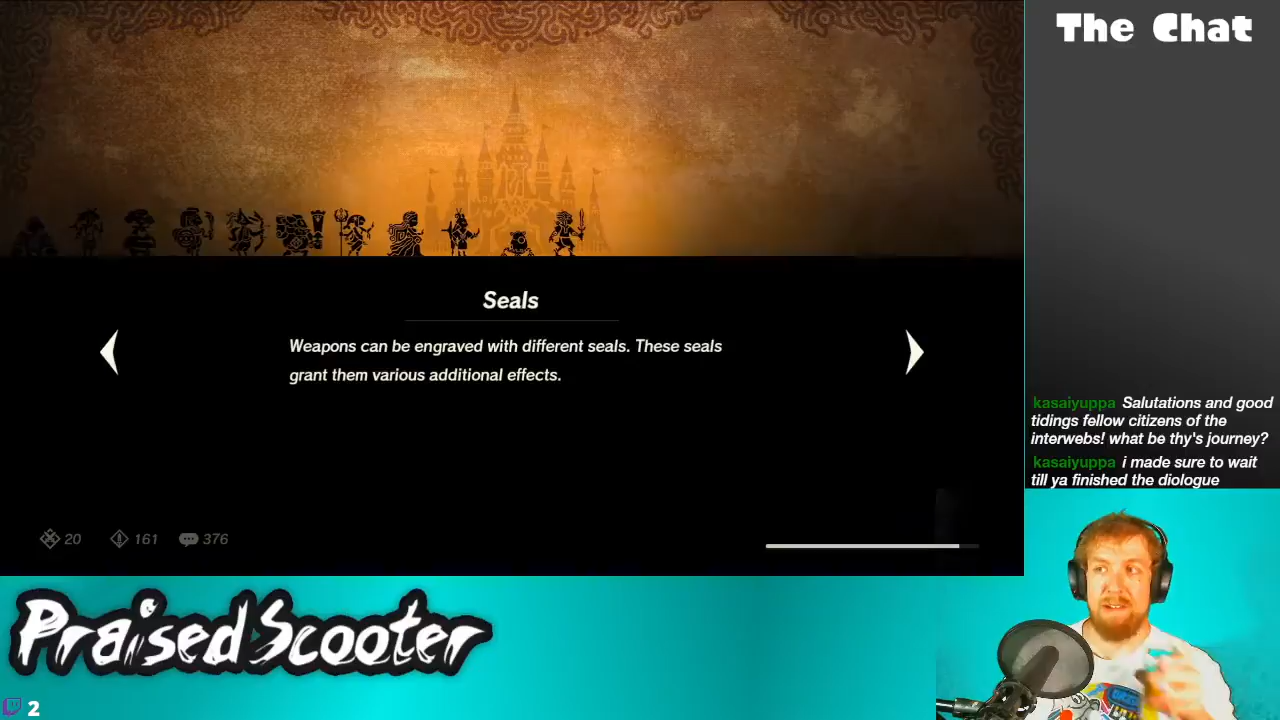 The Chat
Seals
Weapons can be engraved with different seals. These seals
grant them various additional effects.
20 161 376
kasaiyuppa Salutations and good
tidings fellow citizens of the
interwebs! what be thy's journey?
kasaiyuppa i made sure to wait
till ya finished the diologue
PraisedScooter
2